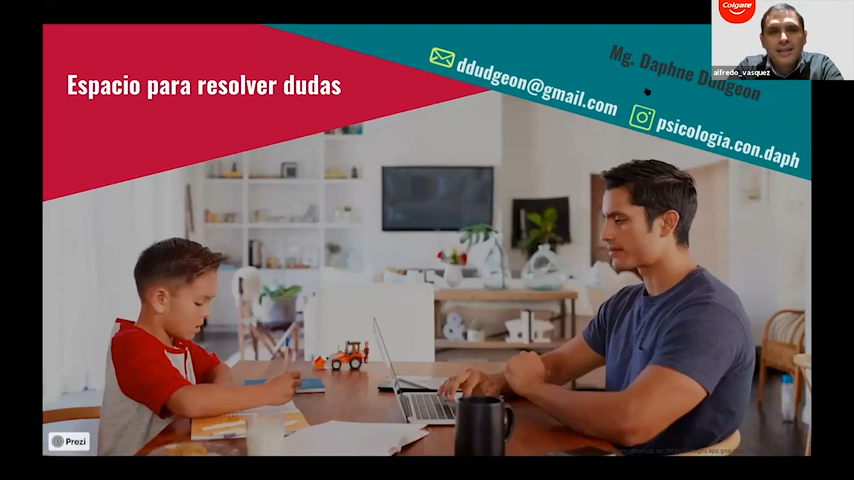 Espacio para resolver dudas
ddudgeon@gmail.com
Mg. Daphne Dudgeon
psicologia.con.daph
Colgate
alfredo_vasquez
Prezi